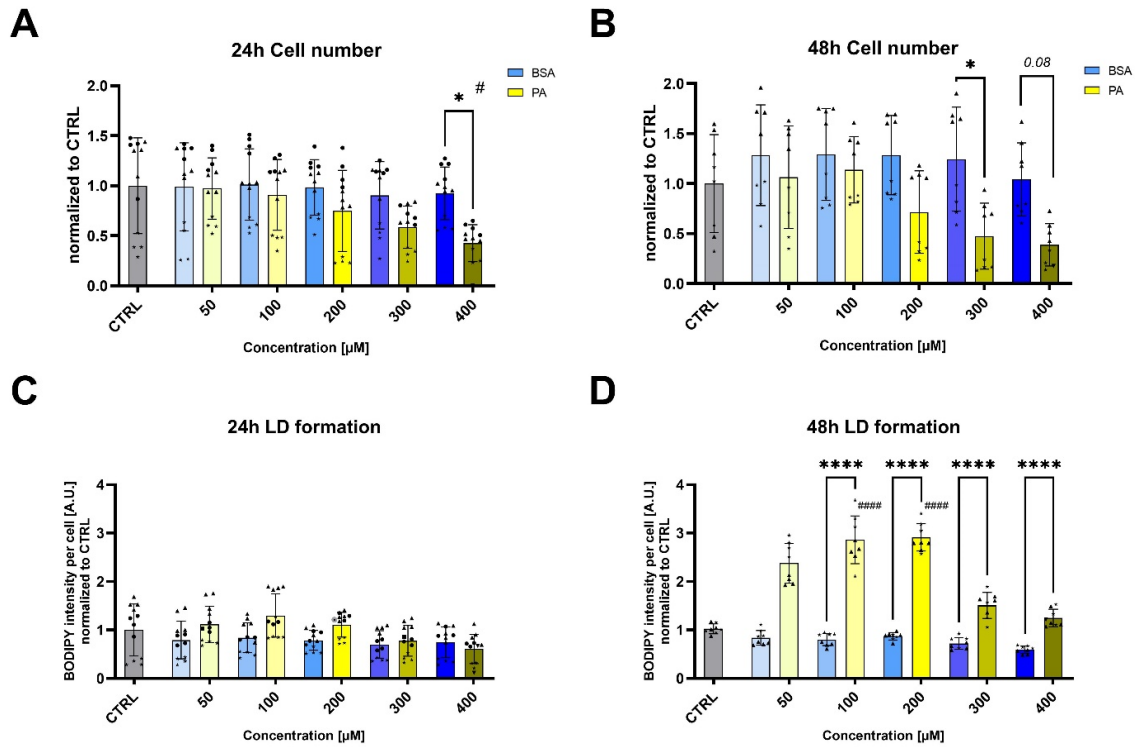 A
24h Cell number
BSA
PA
* #
normalized to CTRL
2.0
1.5
1.0
0.5
0.0
CTRL
50
100
200
300
400
Concentration [µM]
B
48h Cell number
BSA
PA
* 0.08
normalized to CTRL
2.0
1.5
1.0
0.5
0.0
CTRL
50
100
200
300
400
Concentration [µM]
C
24h LD formation
BODIPY intensity per cell [A.U.]
normalized to CTRL
4
3
2
1
0
CTRL
50
100
200
300
400
Concentration [µM]
D
48h LD formation
**** **** **** ****
#### ####
BODIPY intensity per cell [A.U.]
normalized to CTRL
4
3
2
1
0
CTRL
50
100
200
300
400
Concentration [µM]